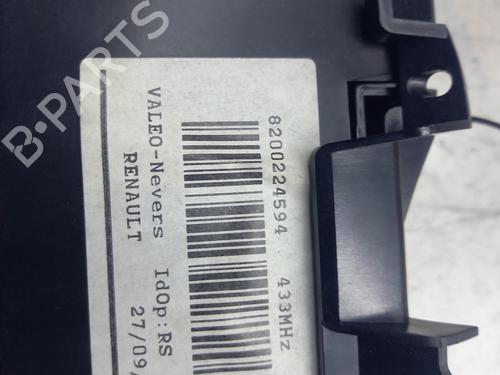 8200224594 433MHz
VALEO-Nevers IdOp:RS
RENAULT 27/09/
B-Parts